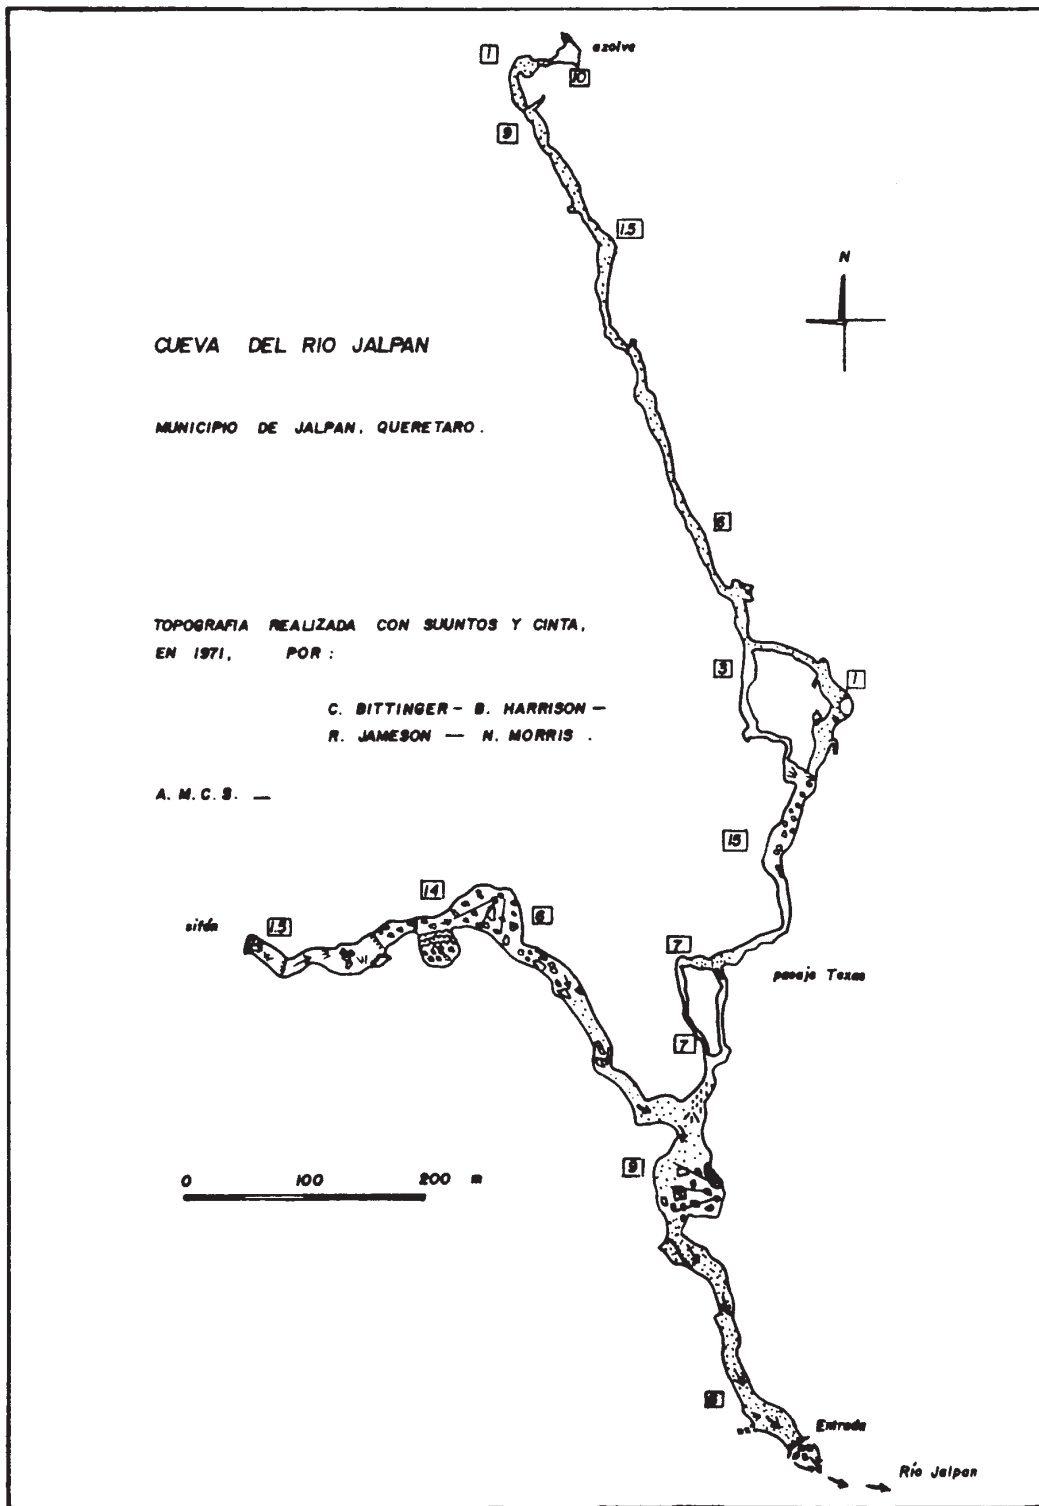 1
azolve
10
9
1.5
N
CUEVA DEL RIO JALPAN
MUNICIPIO DE JALPAN, QUERETARO.
6
TOPOGRAFIA REALIZADA CON SUUNTOS Y CINTA,
EN 1971, POR:
3
1
C. BITTINGER - B. HARRISON -
R. JAMESON - N. MORRIS.
A.M.C.S. -
15
14
6
sifón
1.5
7
pasaje Texas
7
9
0 100 200 m
Entrada
Río Jalpan